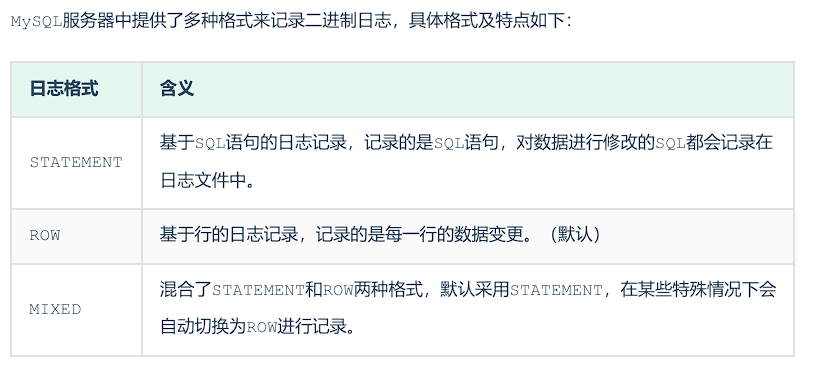 MySQL服务器中提供了多种格式来记录二进制日志，具体格式及特点如下：
日志格式 含义
STATEMENT 基于SQL语句的日志记录，记录的是SQL语句，对数据进行修改的SQL都会记录在
日志文件中。
ROW 基于行的日志记录，记录的是每一行的数据变更。（默认）
MIXED 混合了STATEMENT和ROW两种格式，默认采用STATEMENT，在某些特殊情况下会
自动切换为ROW进行记录。